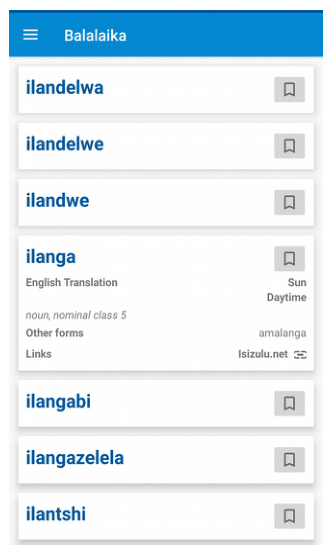 Balalaika
ilandelwa
ilandelwe
ilandwe
ilanga
English Translation Sun
Daytime
noun, nominal class 5
Other forms amalanga
Links Isizulu.net
ilangabi
ilangazelela
ilantshi